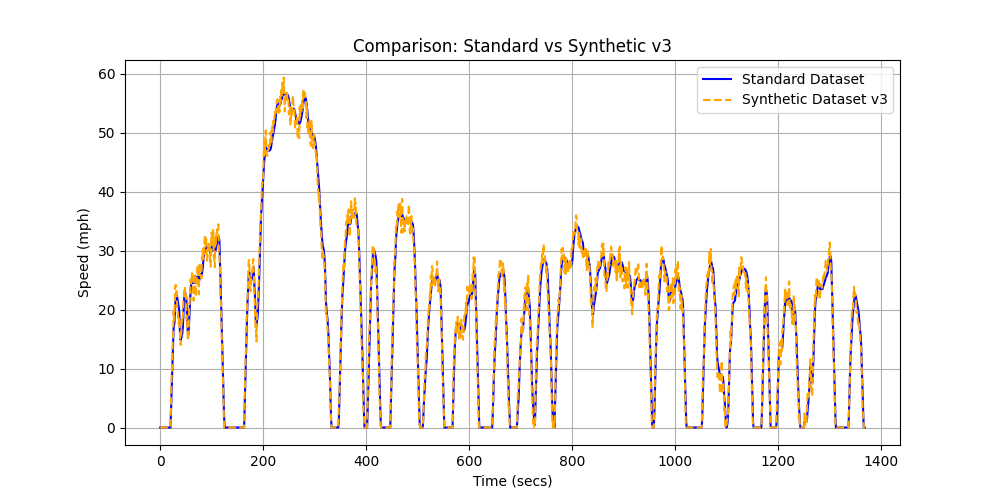 Comparison: Standard vs Synthetic v3
Standard Dataset
Synthetic Dataset v3
Speed (mph)
60
50
40
30
20
10
0
0 200 400 600 800 1000 1200 1400
Time (secs)